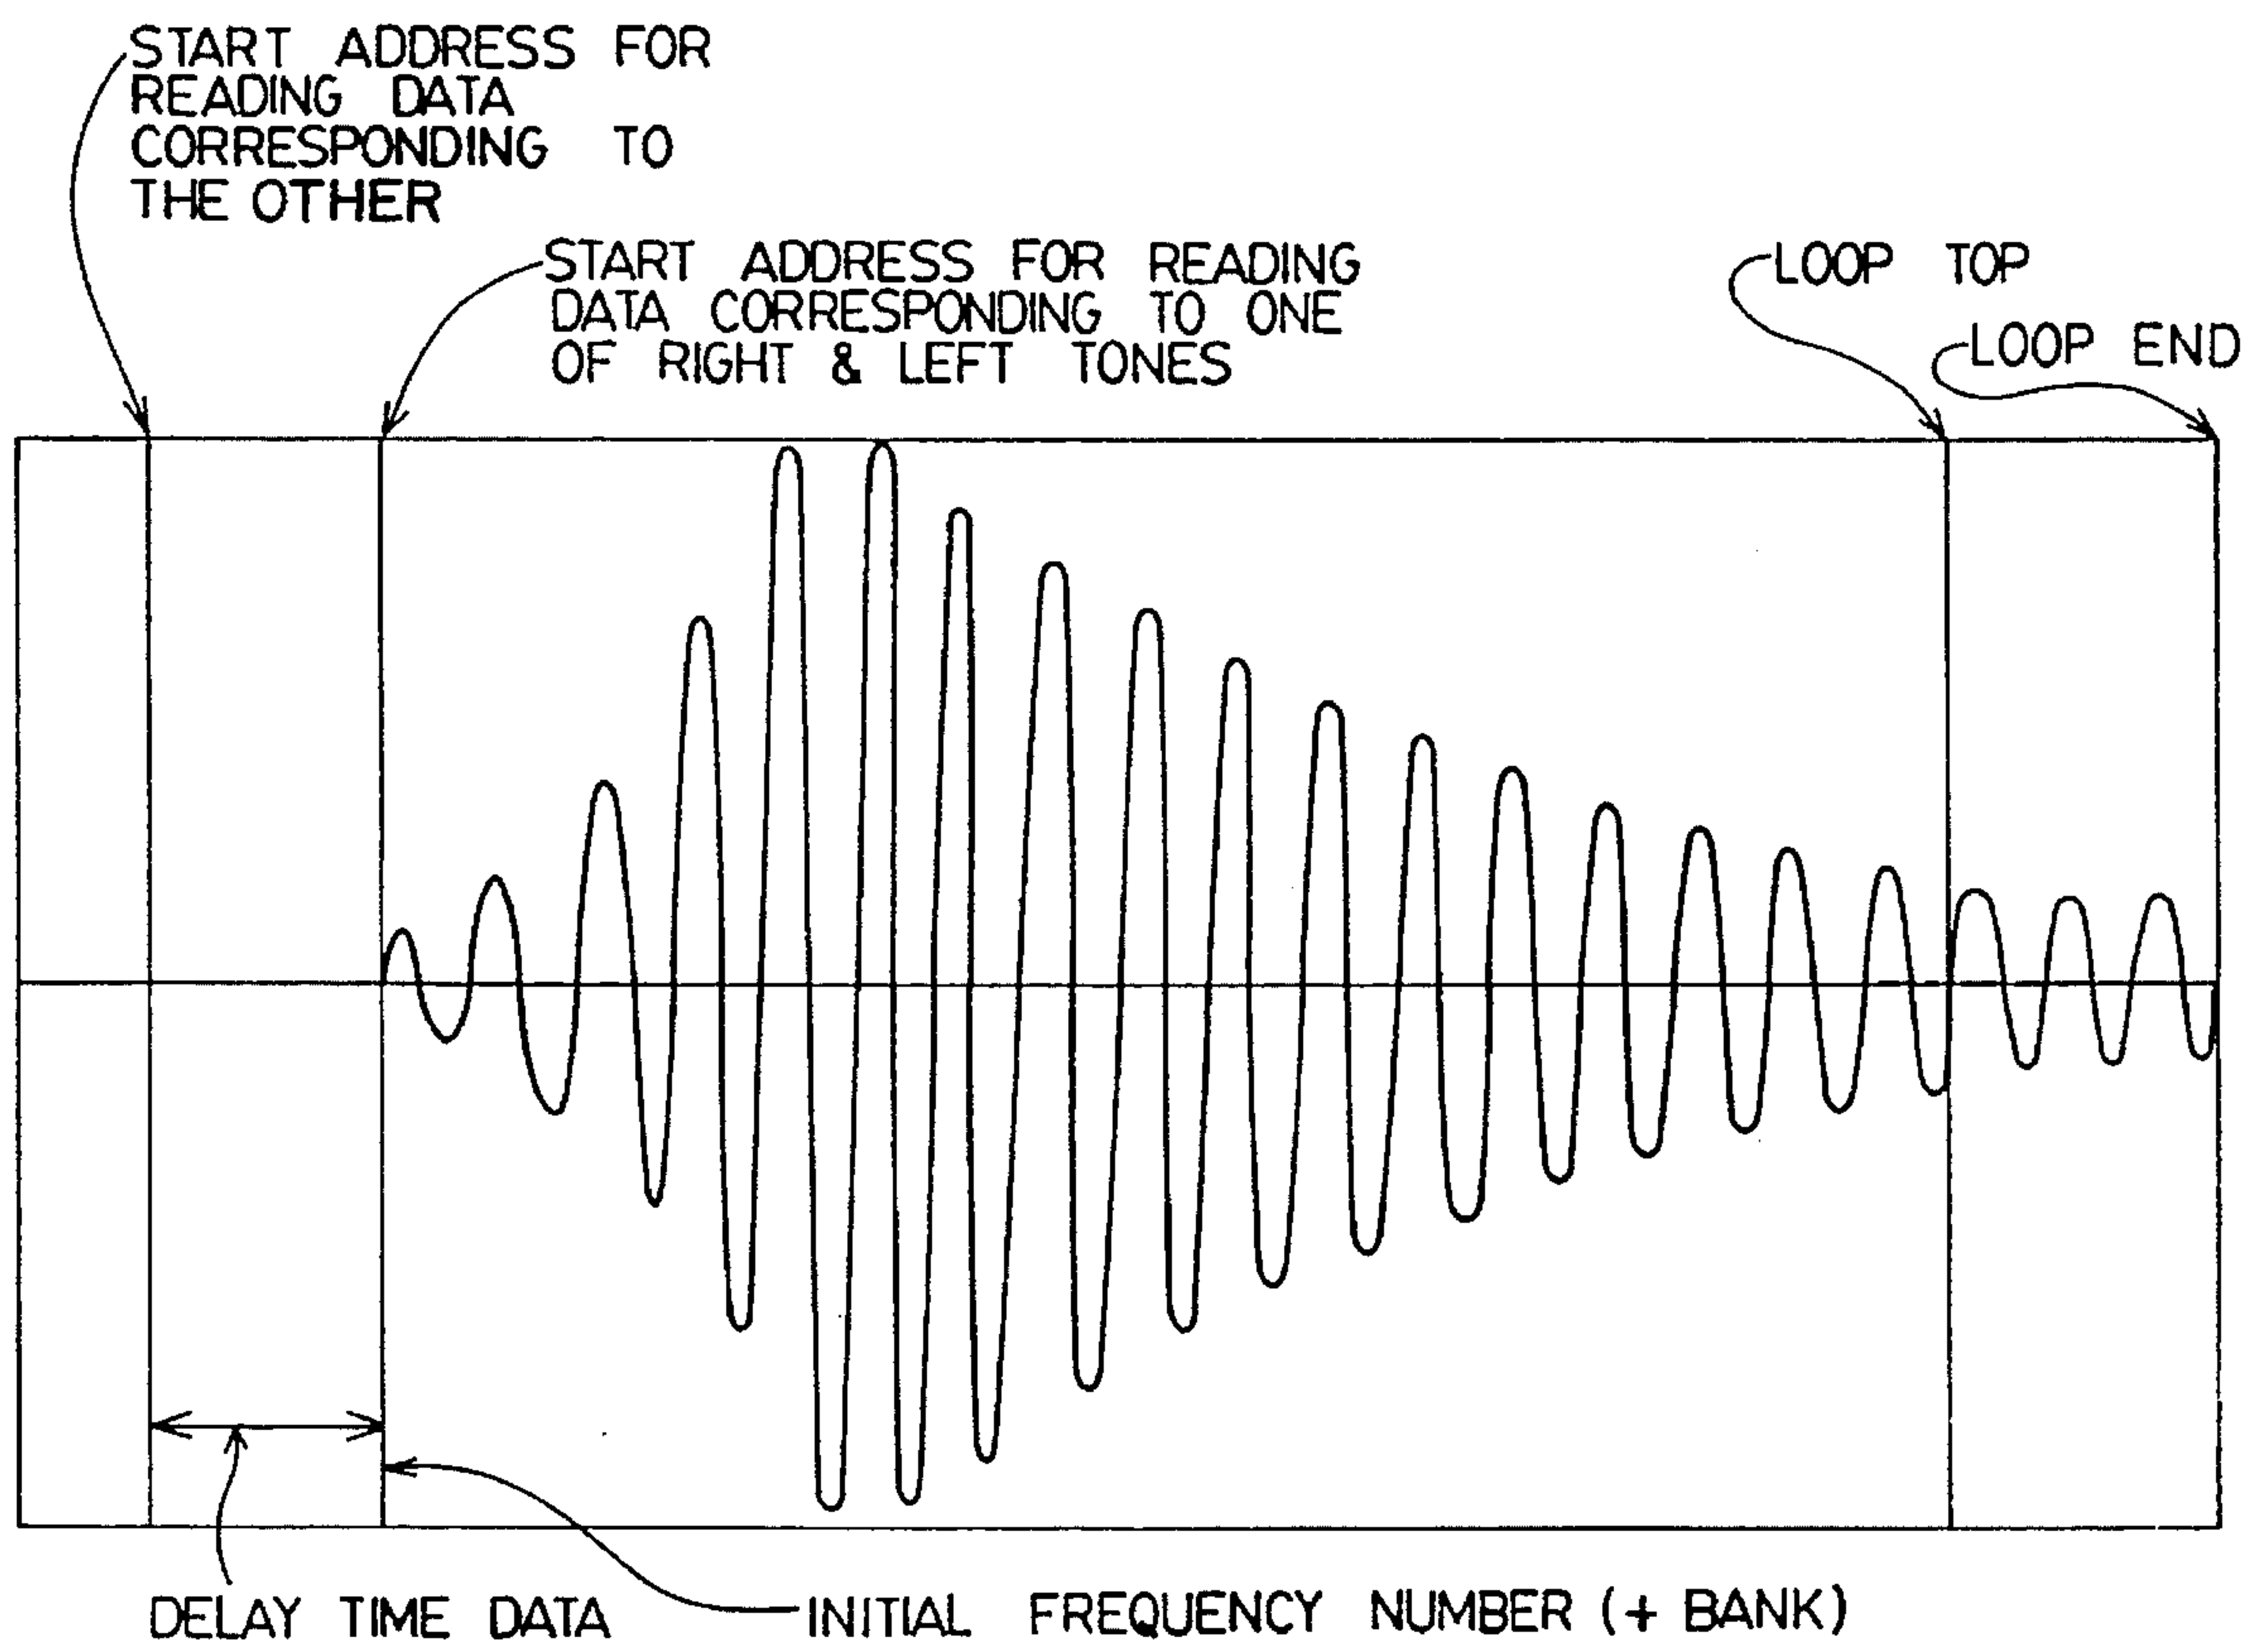 START ADDRESS FOR
READING DATA
CORRESPONDING TO
THE OTHER
START ADDRESS FOR READING
DATA CORRESPONDING TO ONE
OF RIGHT & LEFT TONES
LOOP TOP
LOOP END
DELAY TIME DATA
INITIAL FREQUENCY NUMBER (+ BANK)